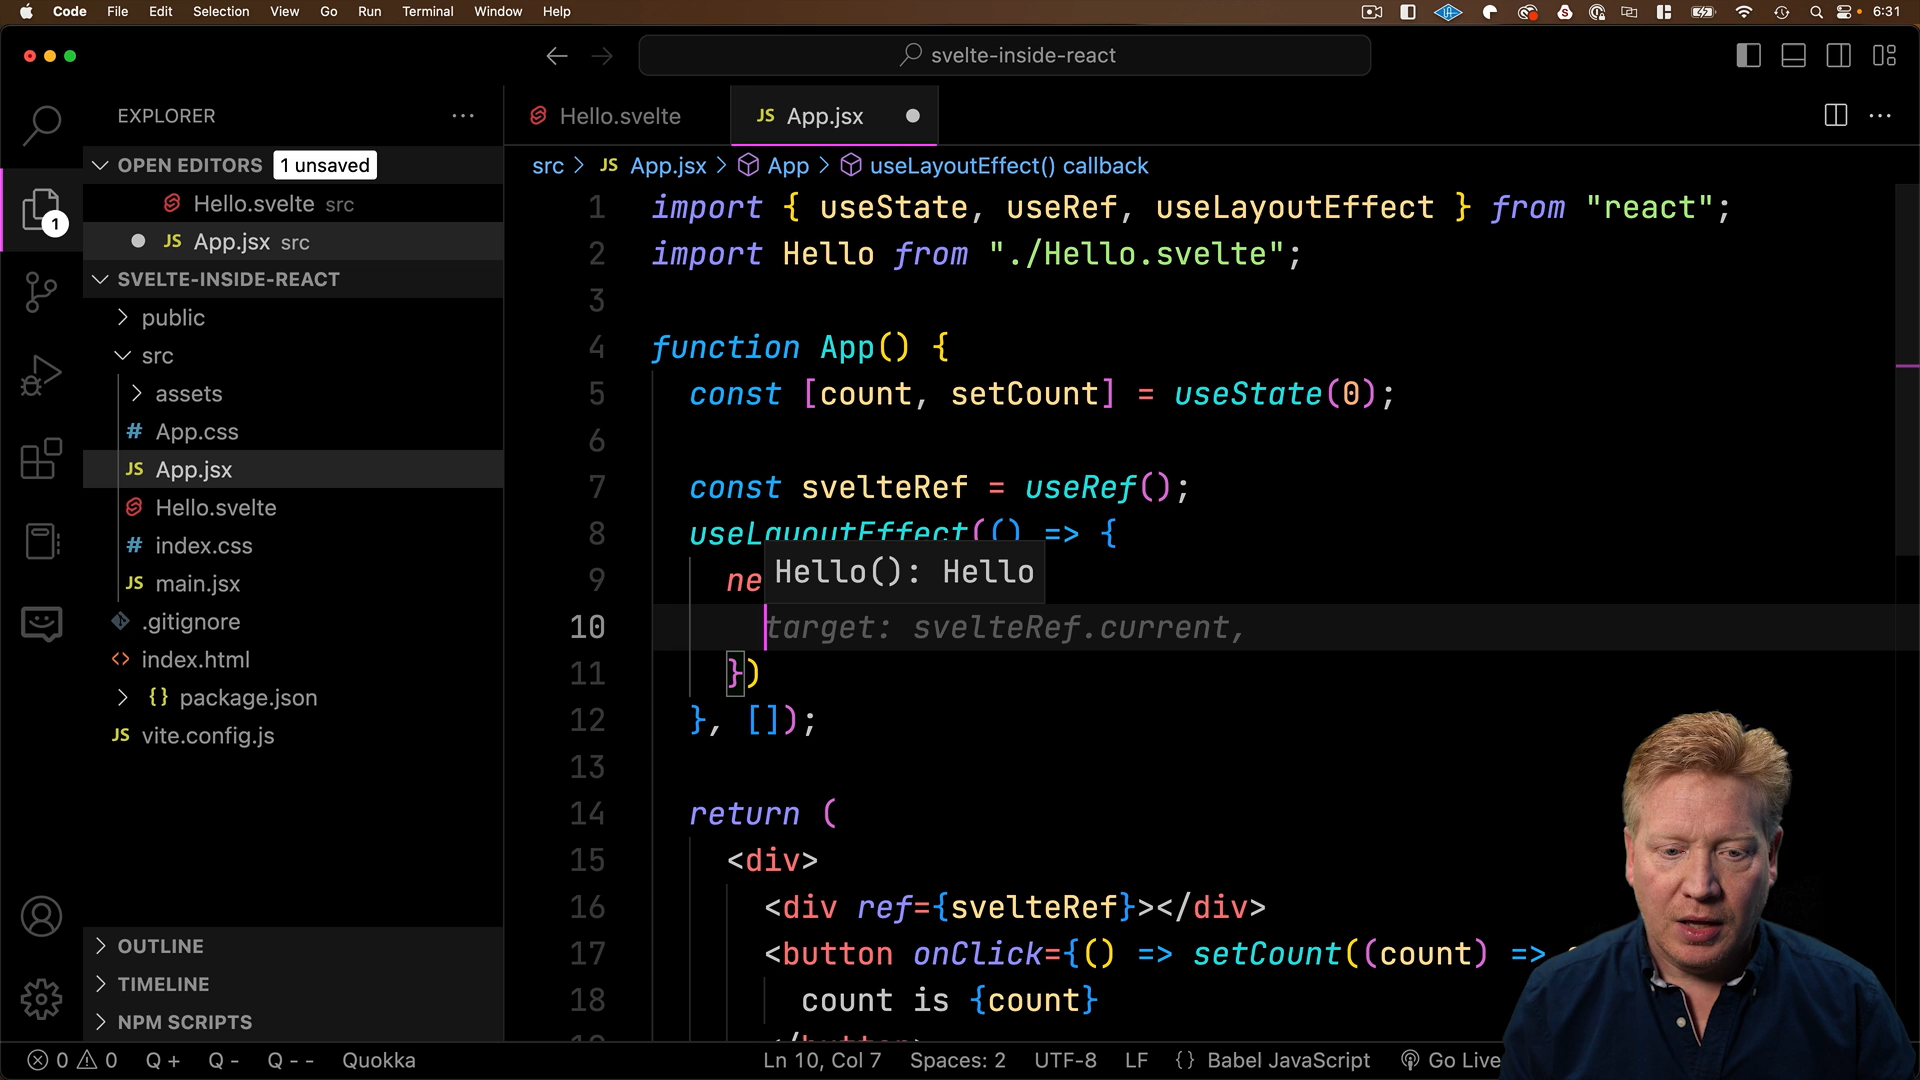 Code File Edit Selection View Go Run Terminal Window Help 6:31
svelte-inside-react
EXPLORER
OPEN EDITORS 1 unsaved
Hello.svelte src
JS App.jsx src
SVELTE-INSIDE-REACT
public
src
assets
# App.css
JS App.jsx
Hello.svelte
# index.css
JS main.jsx
.gitignore
<> index.html
{} package.json
JS vite.config.js
OUTLINE
TIMELINE
NPM SCRIPTS
1
Hello.svelte JS App.jsx
src > JS App.jsx > App > useLayoutEffect() callback
1 import { useState, useRef, useLayoutEffect } from "react";
2 import Hello from "./Hello.svelte";
3
4 function App() {
5 const [count, setCount] = useState(0);
6
7 const svelteRef = useRef();
8 useLayoutEffect(() => {
Hello(): Hello
9 ne
10 target: svelteRef.current,
11 })
12 }, []);
13
14 return (
15 <div>
16 <div ref={svelteRef}></div>
17 <button onClick={() => setCount((count) =>
18 count is {count}
0 0 Q + Q - Q - - Quokka Ln 10, Col 7 Spaces: 2 UTF-8 LF {} Babel JavaScript Go Live